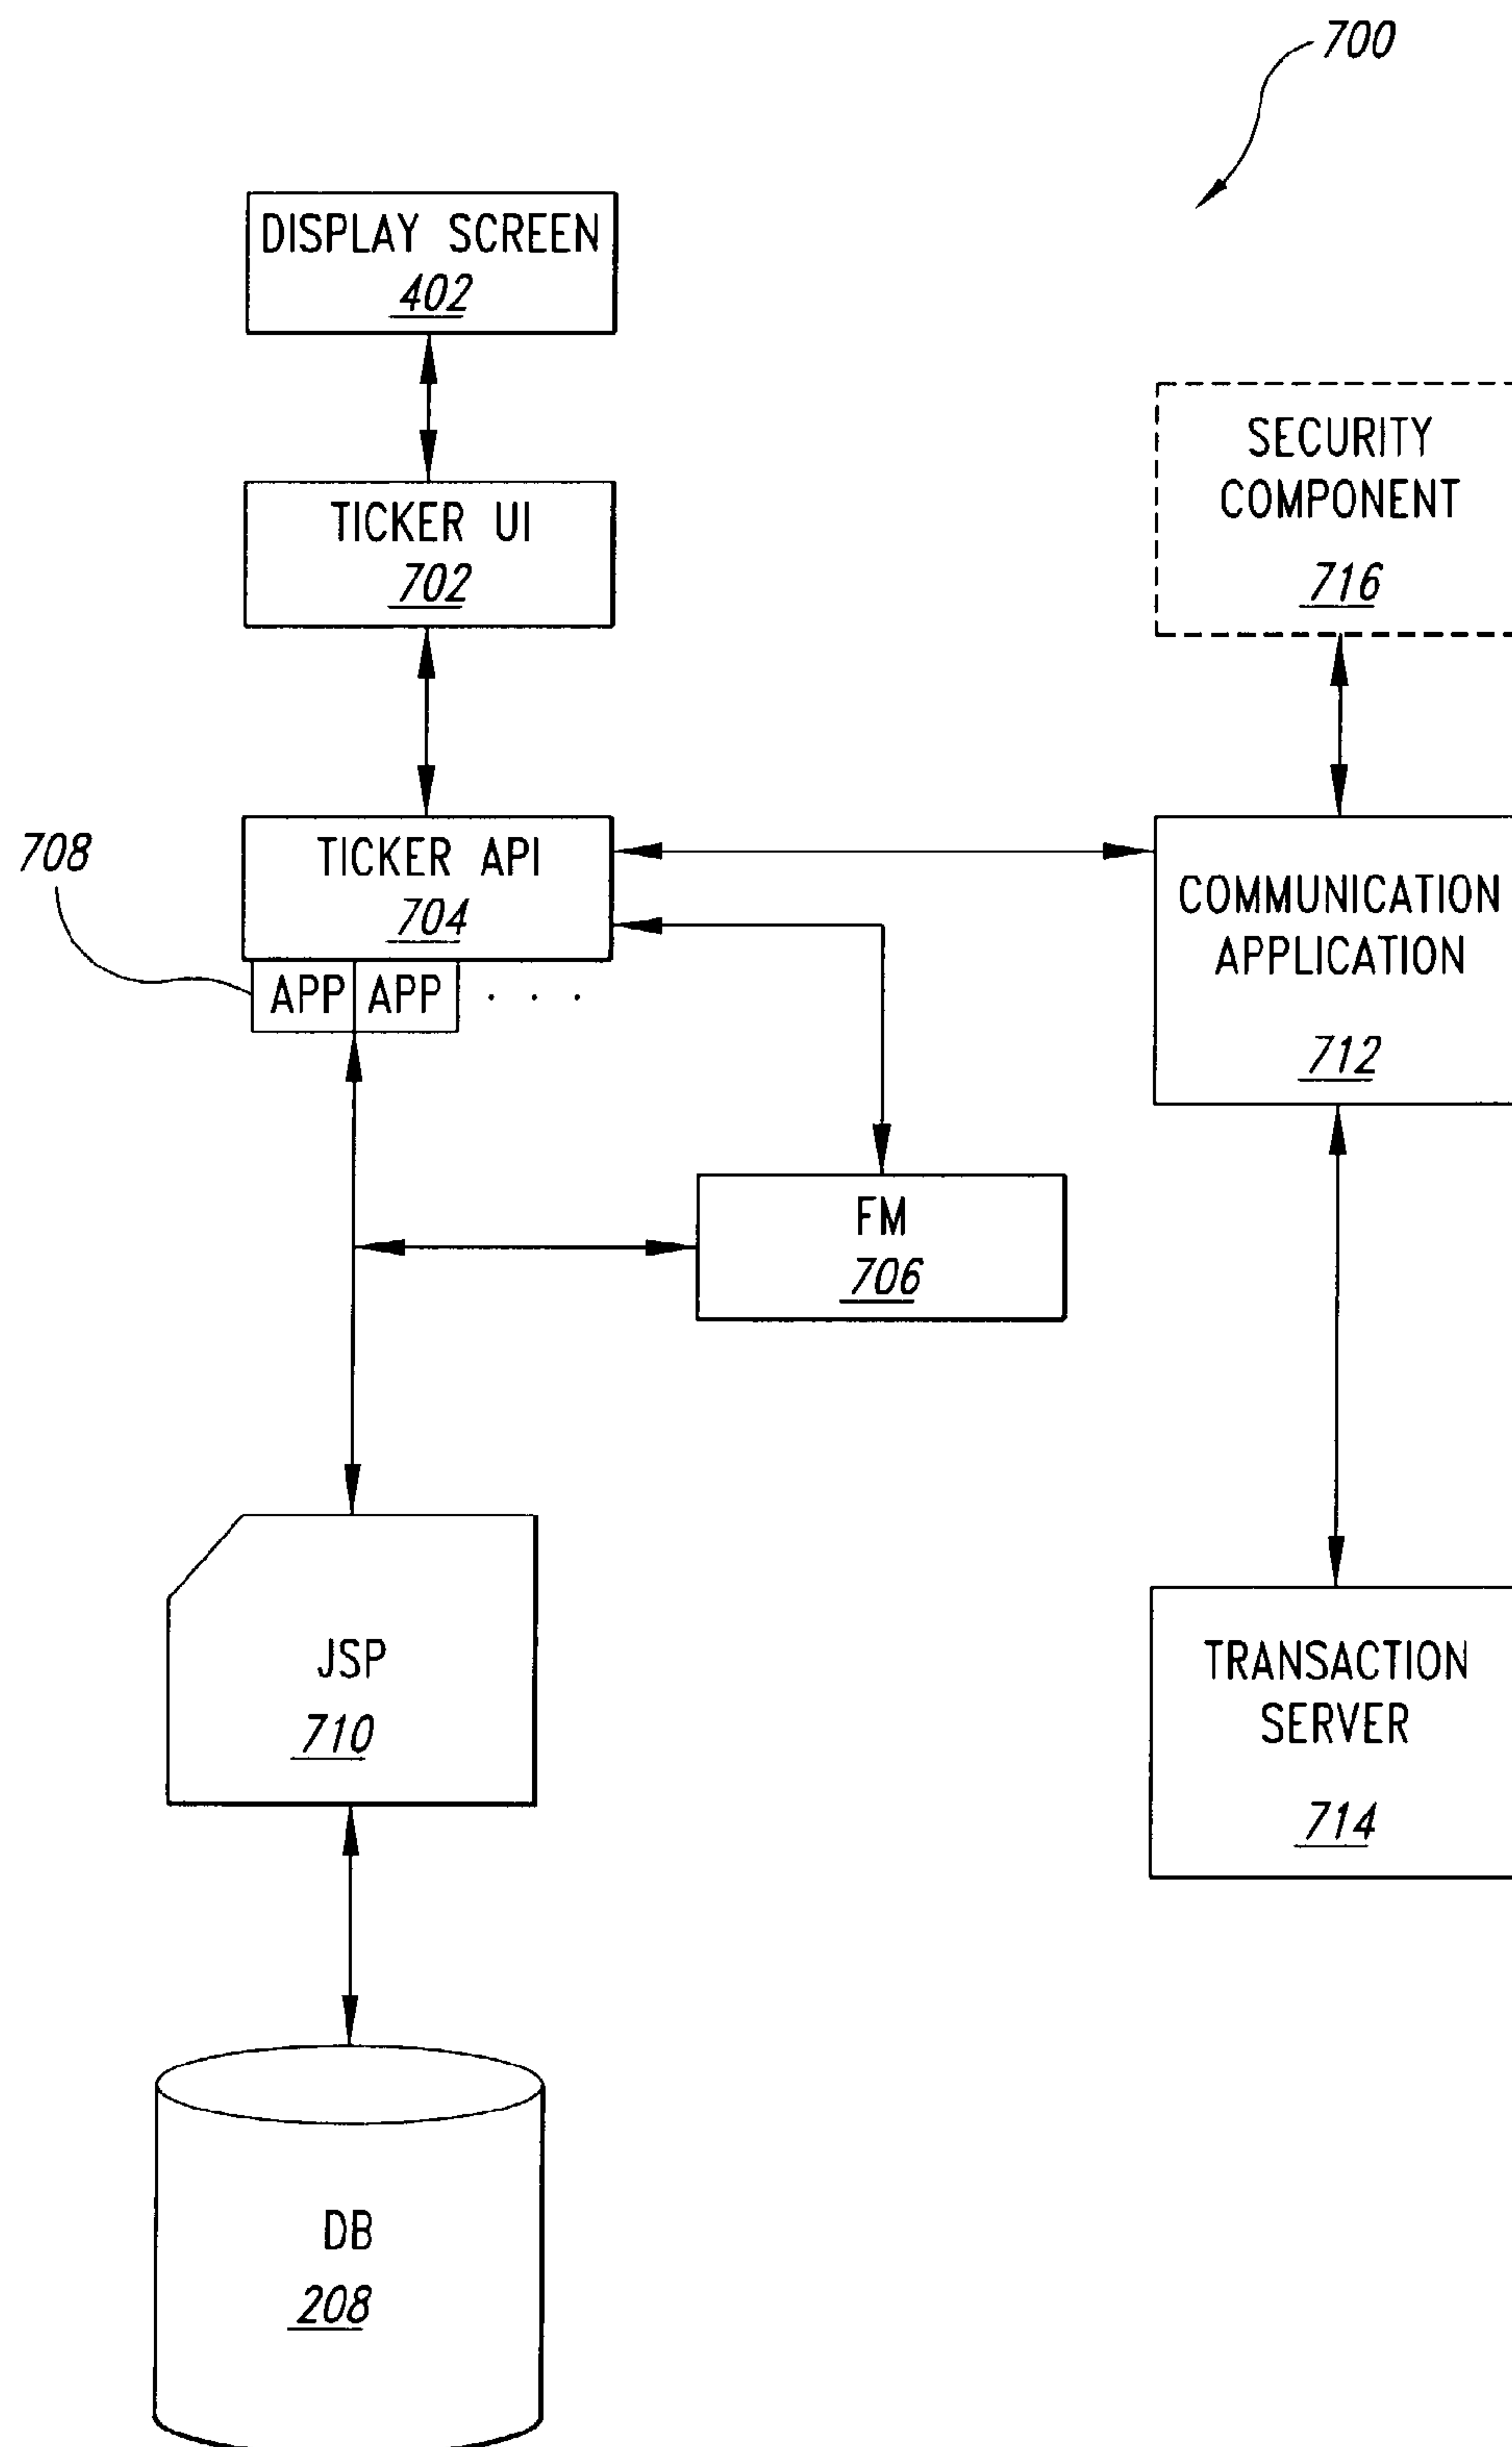 700
DISPLAY SCREEN
402
SECURITY
COMPONENT
716
TICKER UI
702
708
TICKER API
704
APP APP . . .
COMMUNICATION
APPLICATION
712
FM
706
JSP
710
TRANSACTION
SERVER
714
DB
208